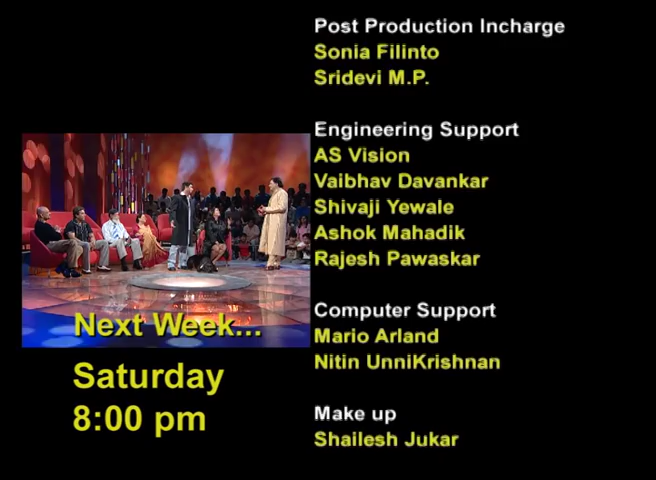 Post Production Incharge
Sonia Filinto
Sridevi M.P.
Engineering Support
AS Vision
Vaibhav Davankar
Shivaji Yewale
Ashok Mahadik
Rajesh Pawaskar
Computer Support
Mario Arland
Nitin UnniKrishnan
Make up
Shailesh Jukar
Next Week...
Saturday
8:00 pm